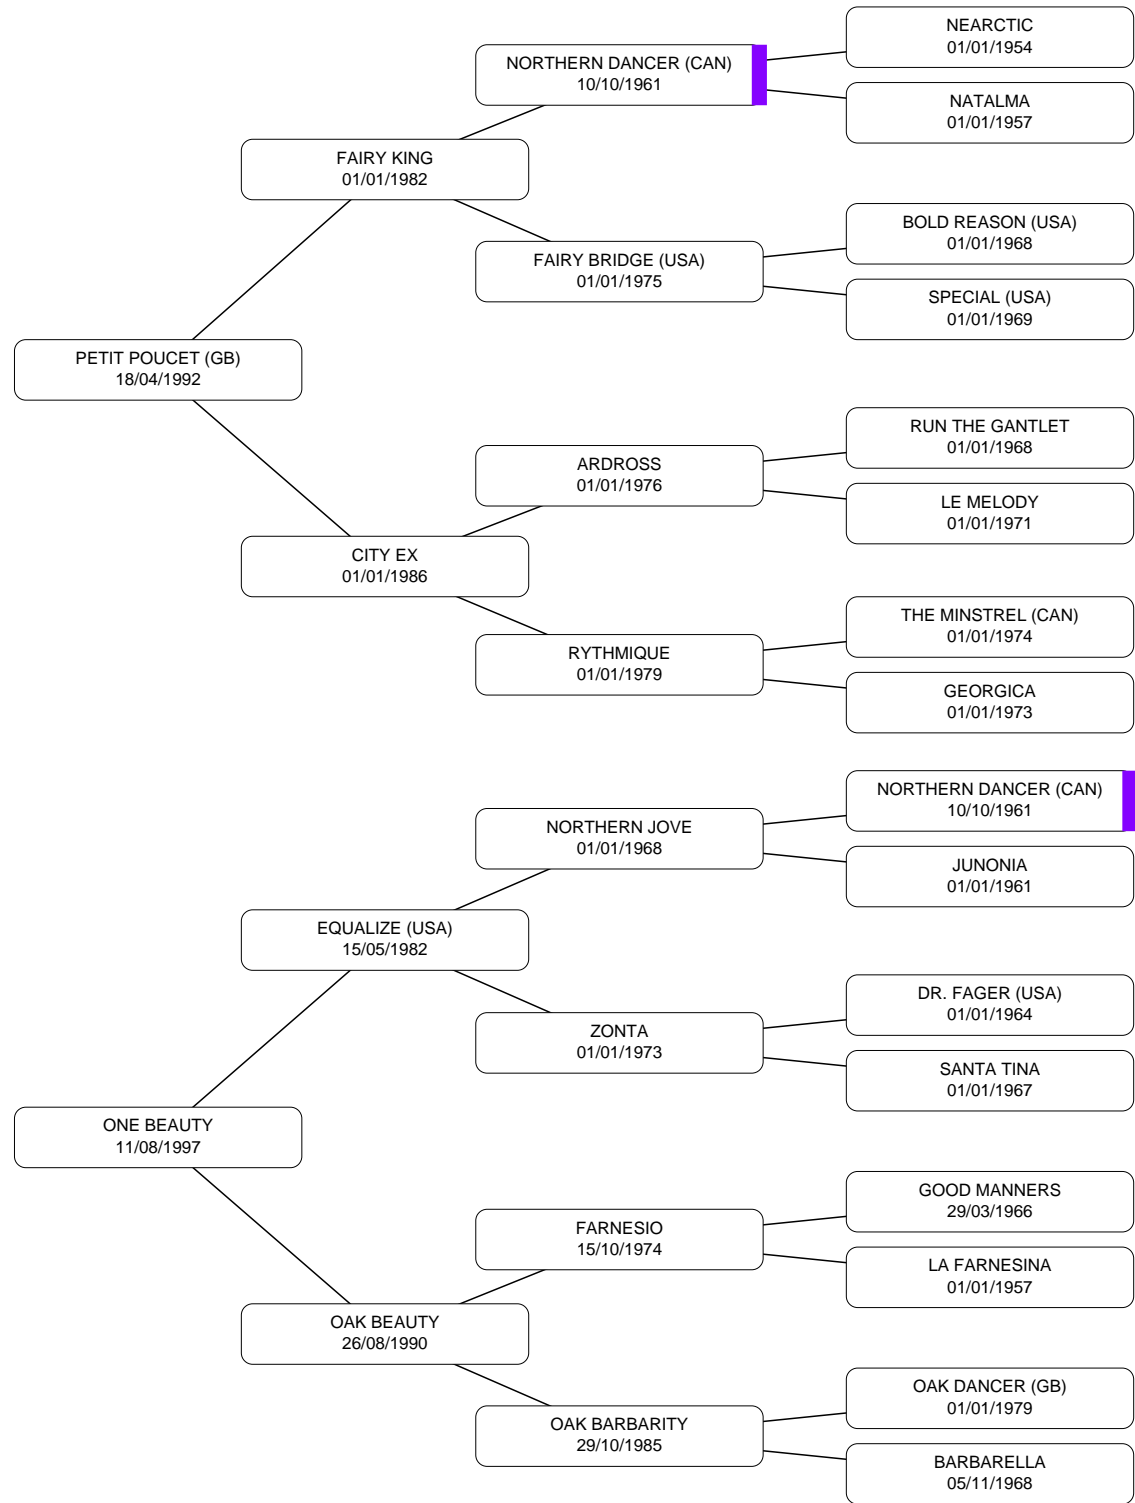 NEARCTIC
01/01/1954
NORTHERN DANCER (CAN)
10/10/1961
NATALMA
01/01/1957
FAIRY KING
01/01/1982
BOLD REASON (USA)
01/01/1968
FAIRY BRIDGE (USA)
01/01/1975
SPECIAL (USA)
01/01/1969
PETIT POUCET (GB)
18/04/1992
RUN THE GANTLET
01/01/1968
ARDROSS
01/01/1976
LE MELODY
01/01/1971
CITY EX
01/01/1986
THE MINSTREL (CAN)
01/01/1974
RYTHMIQUE
01/01/1979
GEORGICA
01/01/1973
NORTHERN DANCER (CAN)
10/10/1961
NORTHERN JOVE
01/01/1968
JUNONIA
01/01/1961
EQUALIZE (USA)
15/05/1982
DR. FAGER (USA)
01/01/1964
ZONTA
01/01/1973
SANTA TINA
01/01/1967
ONE BEAUTY
11/08/1997
GOOD MANNERS
29/03/1966
FARNESIO
15/10/1974
LA FARNESINA
01/01/1957
OAK BEAUTY
26/08/1990
OAK DANCER (GB)
01/01/1979
OAK BARBARITY
29/10/1985
BARBARELLA
05/11/1968